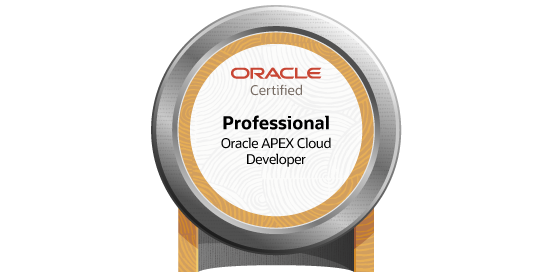 ORACLE
Certified
Professional
Oracle APEX Cloud
Developer